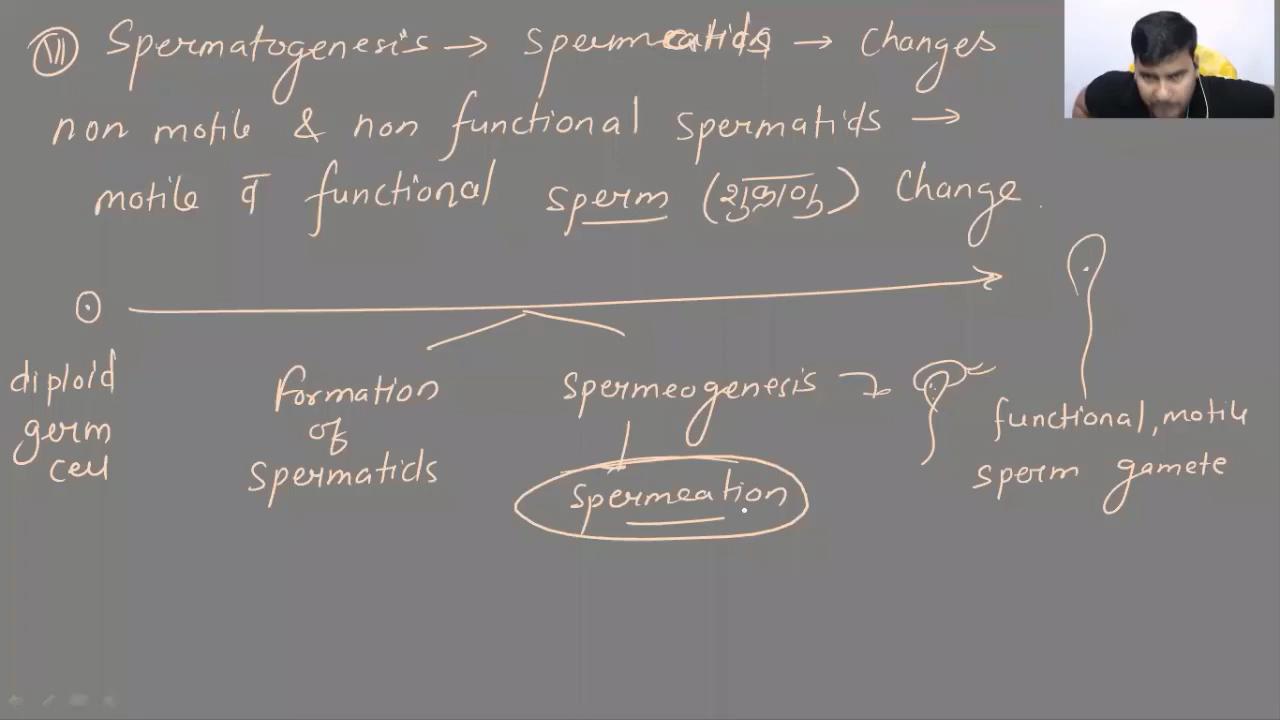 VI Spermatogenesis → spermatids → changes
non motile & non functional spermatids →
motile व functional sperm (शुक्राणु) change.
diploid germ cell
formation of spermatids
spermeogenesis
spermeation
functional, motile sperm gamete